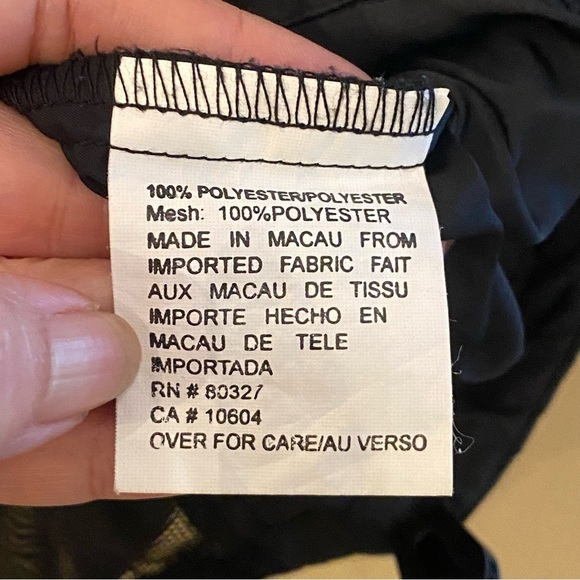 100% POLYESTER/POLYESTER
Mesh: 100%POLYESTER
MADE IN MACAU FROM
IMPORTED FABRIC FAIT
AUX MACAU DE TISSU
IMPORTE HECHO EN
MACAU DE TELE
IMPORTADA
RN # 80327
CA # 10604
OVER FOR CARE/AU VERSO